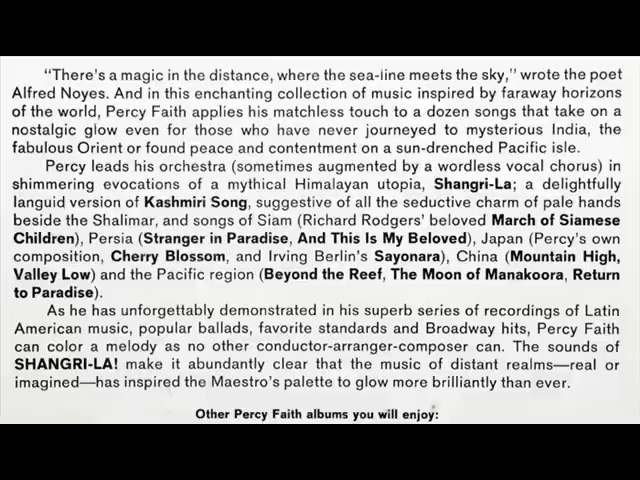 "There's a magic in the distance, where the sea-line meets the sky," wrote the poet
Alfred Noyes. And in this enchanting collection of music inspired by faraway horizons
of the world, Percy Faith applies his matchless touch to a dozen songs that take on a
nostalgic glow even for those who have never journeyed to mysterious India, the
fabulous Orient or found peace and contentment on a sun-drenched Pacific isle.
Percy leads his orchestra (sometimes augmented by a wordless vocal chorus) in
shimmering evocations of a mythical Himalayan utopia, Shangri-La; a delightfully
languid version of Kashmiri Song, suggestive of all the seductive charm of pale hands
beside the Shalimar, and songs of Siam (Richard Rodgers' beloved March of Siamese
Children), Persia (Stranger in Paradise, And This Is My Beloved), Japan (Percy's own
composition, Cherry Blossom, and Irving Berlin's Sayonara), China (Mountain High,
Valley Low) and the Pacific region (Beyond the Reef, The Moon of Manakoora, Return
to Paradise).
As he has unforgettably demonstrated in his superb series of recordings of Latin
American music, popular ballads, favorite standards and Broadway hits, Percy Faith
can color a melody as no other conductor-arranger-composer can. The sounds of
SHANGRI-LA! make it abundantly clear that the music of distant realms—real or
imagined—has inspired the Maestro's palette to glow more brilliantly than ever.
Other Percy Faith albums you will enjoy: